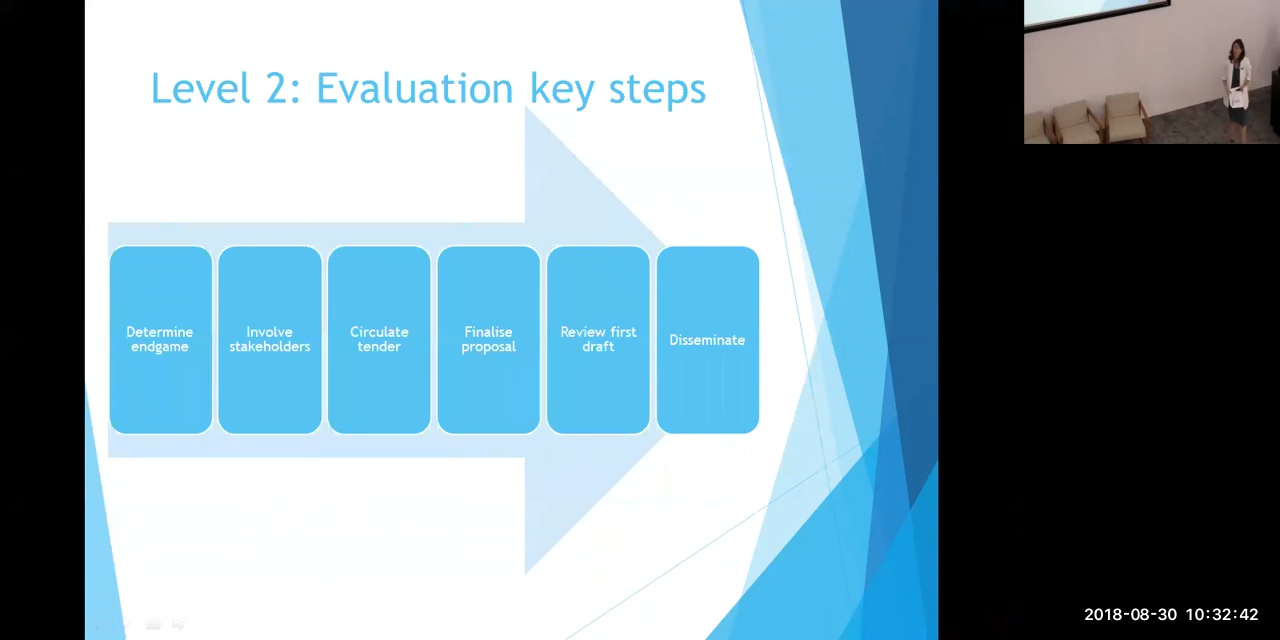 Level 2: Evaluation key steps
Determine
endgame
Involve
stakeholders
Circulate
tender
Finalise
proposal
Review first
draft
Disseminate
2018-08-30 10:32:42